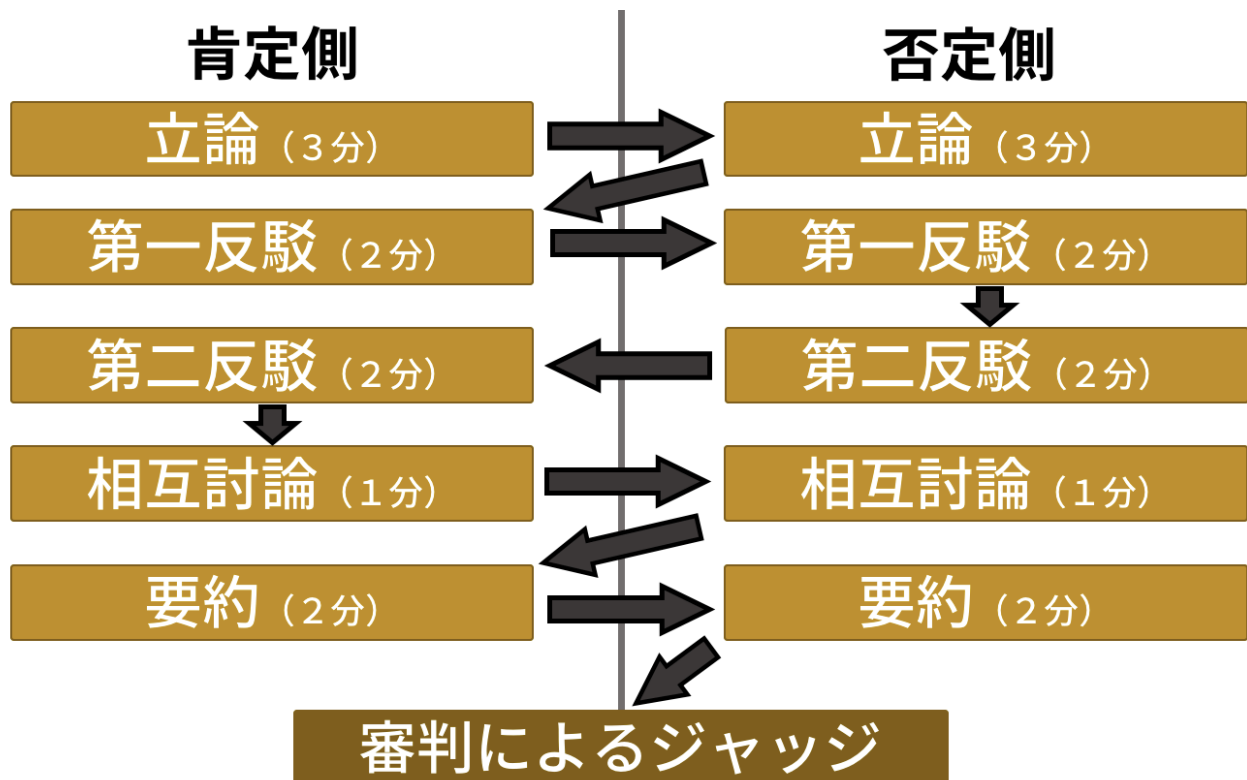 肯定側
否定側
立論（３分）
立論（３分）
第一反駁（２分）
第一反駁（２分）
第二反駁（２分）
第二反駁（２分）
相互討論（１分）
相互討論（１分）
要約（２分）
要約（２分）
審判によるジャッジ